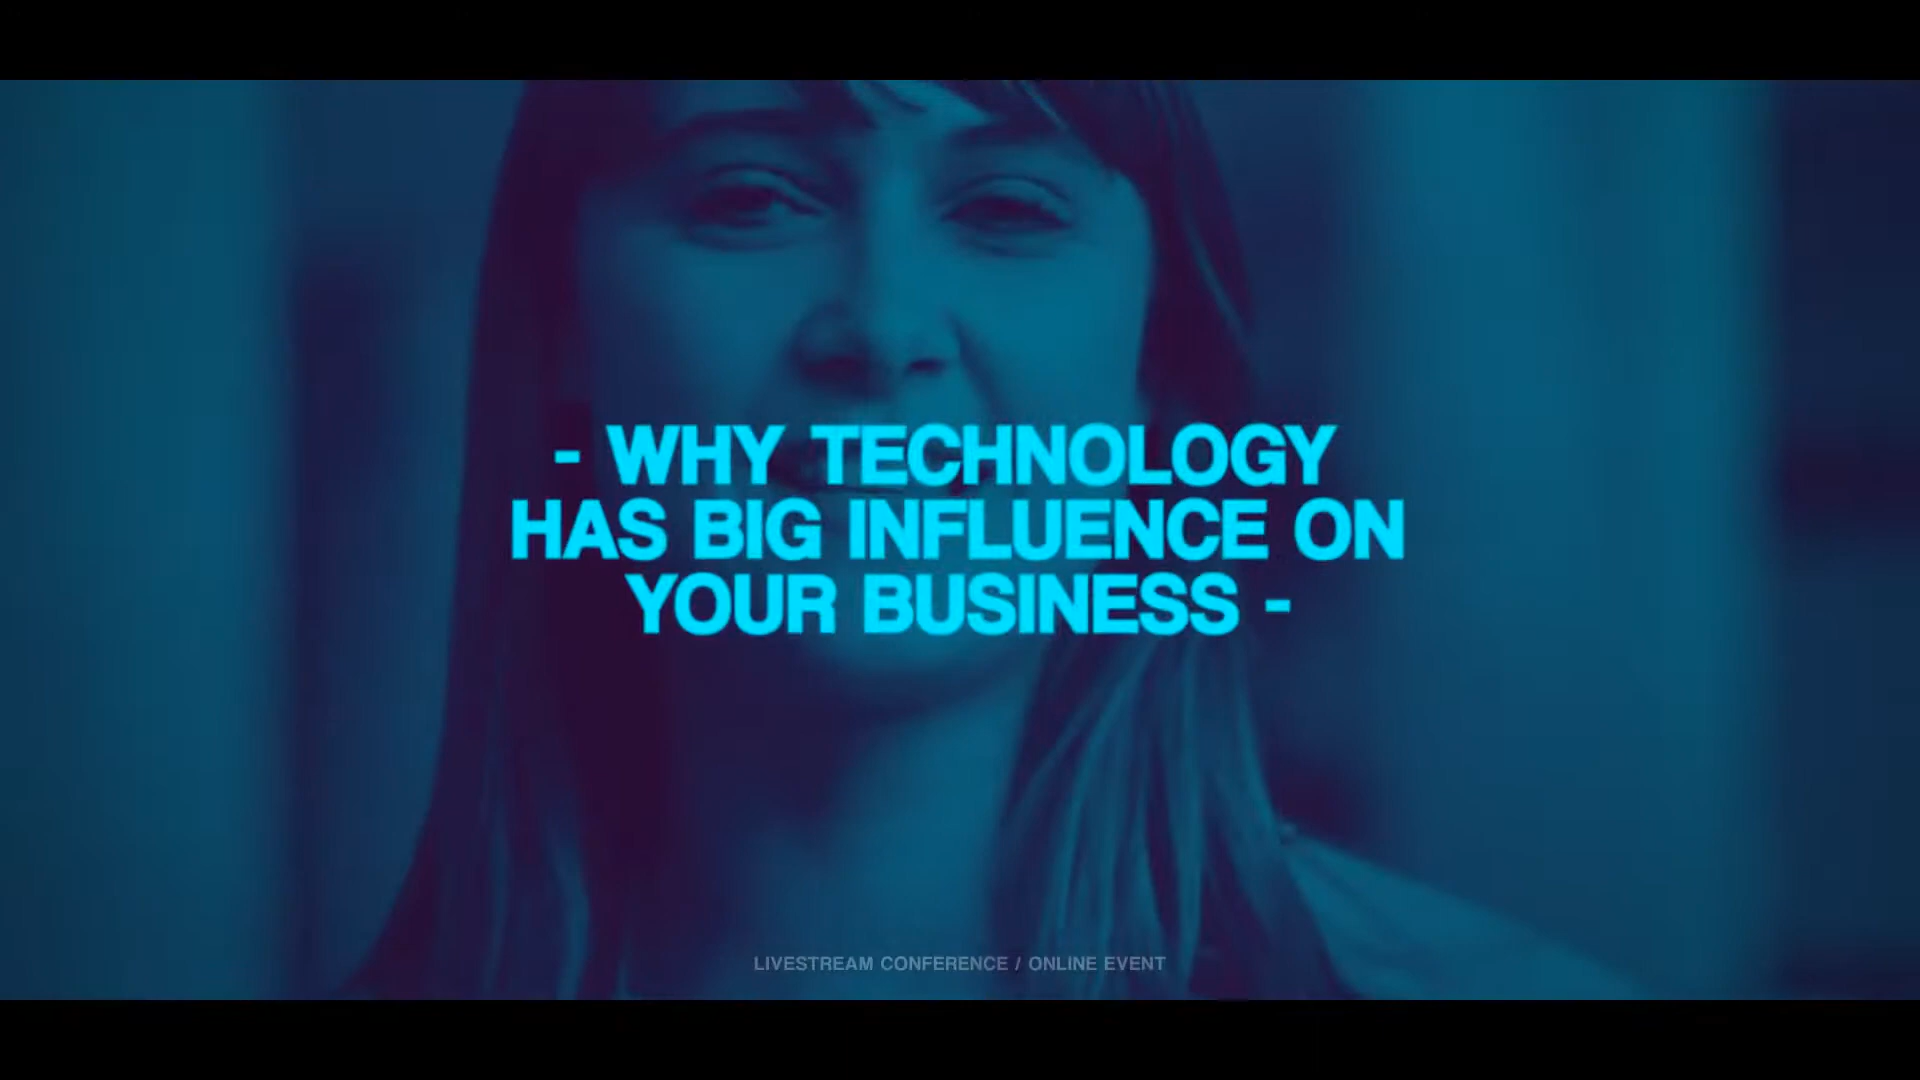 - WHY TECHNOLOGY
HAS BIG INFLUENCE ON
YOUR BUSINESS -
LIVESTREAM CONFERENCE / ONLINE EVENT